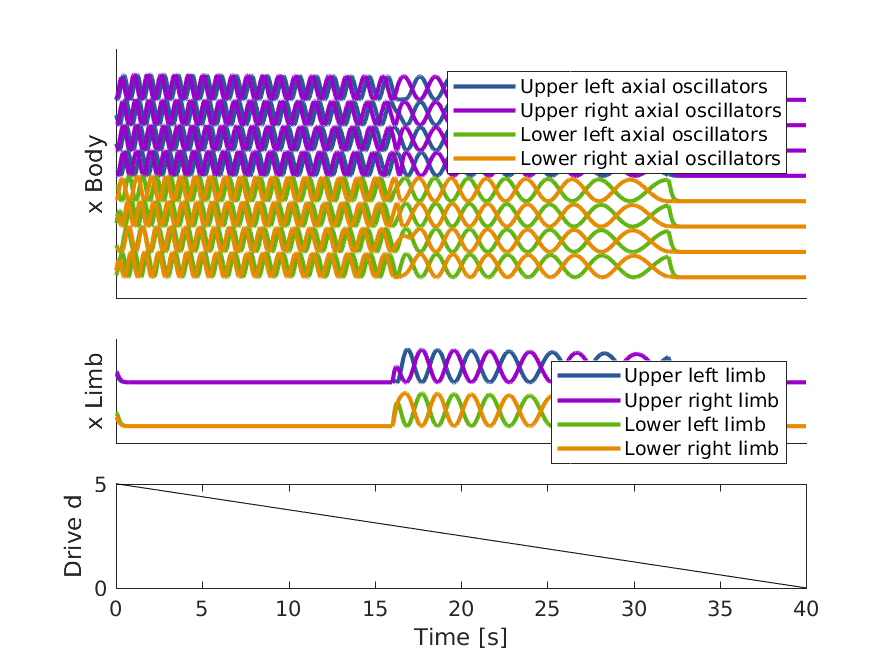 x Body
Upper left axial oscillators
Upper right axial oscillators
Lower left axial oscillators
Lower right axial oscillators
x Limb
Upper left limb
Upper right limb
Lower left limb
Lower right limb
Drive d
5
0
0 5 10 15 20 25 30 35 40
Time [s]